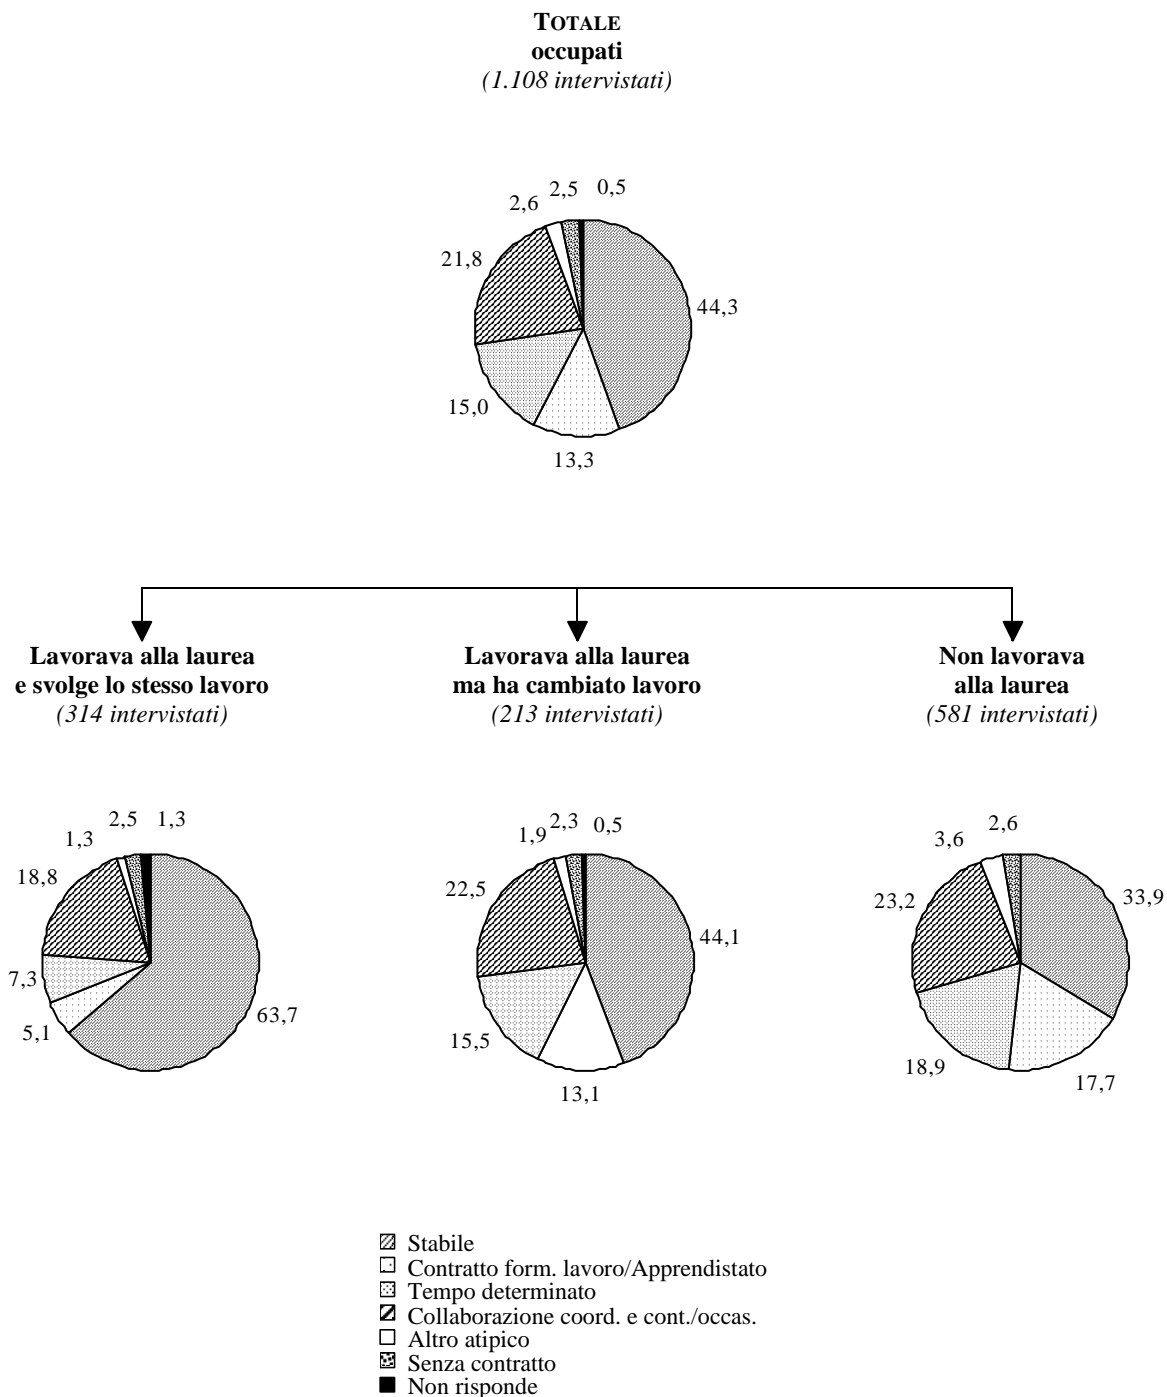 TOTALE
occupati
(1.108 intervistati)
2,6 2,5 0,5
21,8
44,3
15,0
13,3
Lavorava alla laurea
e svolge lo stesso lavoro
(314 intervistati)
Lavorava alla laurea
ma ha cambiato lavoro
(213 intervistati)
Non lavorava
alla laurea
(581 intervistati)
1,3 2,5 1,3
18,8
7,3
5,1
63,7
1,9 2,3 0,5
22,5
44,1
15,5
13,1
3,6 2,6
23,2
33,9
18,9
17,7
Stabile
Contratto form. lavoro/Apprendistato
Tempo determinato
Collaborazione coord. e cont./occas.
Altro atipico
Senza contratto
Non risponde